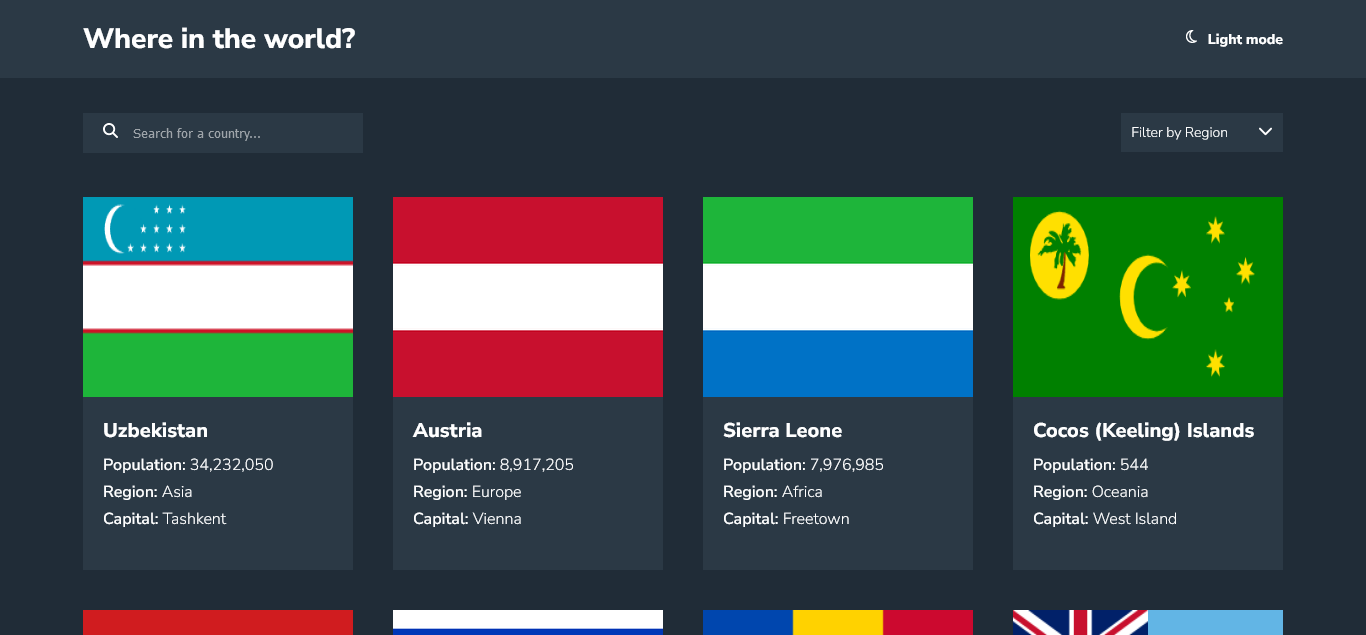 Where in the world?
Light mode
Search for a country...
Filter by Region
Uzbekistan
Population: 34,232,050
Region: Asia
Capital: Tashkent
Austria
Population: 8,917,205
Region: Europe
Capital: Vienna
Sierra Leone
Population: 7,976,985
Region: Africa
Capital: Freetown
Cocos (Keeling) Islands
Population: 544
Region: Oceania
Capital: West Island